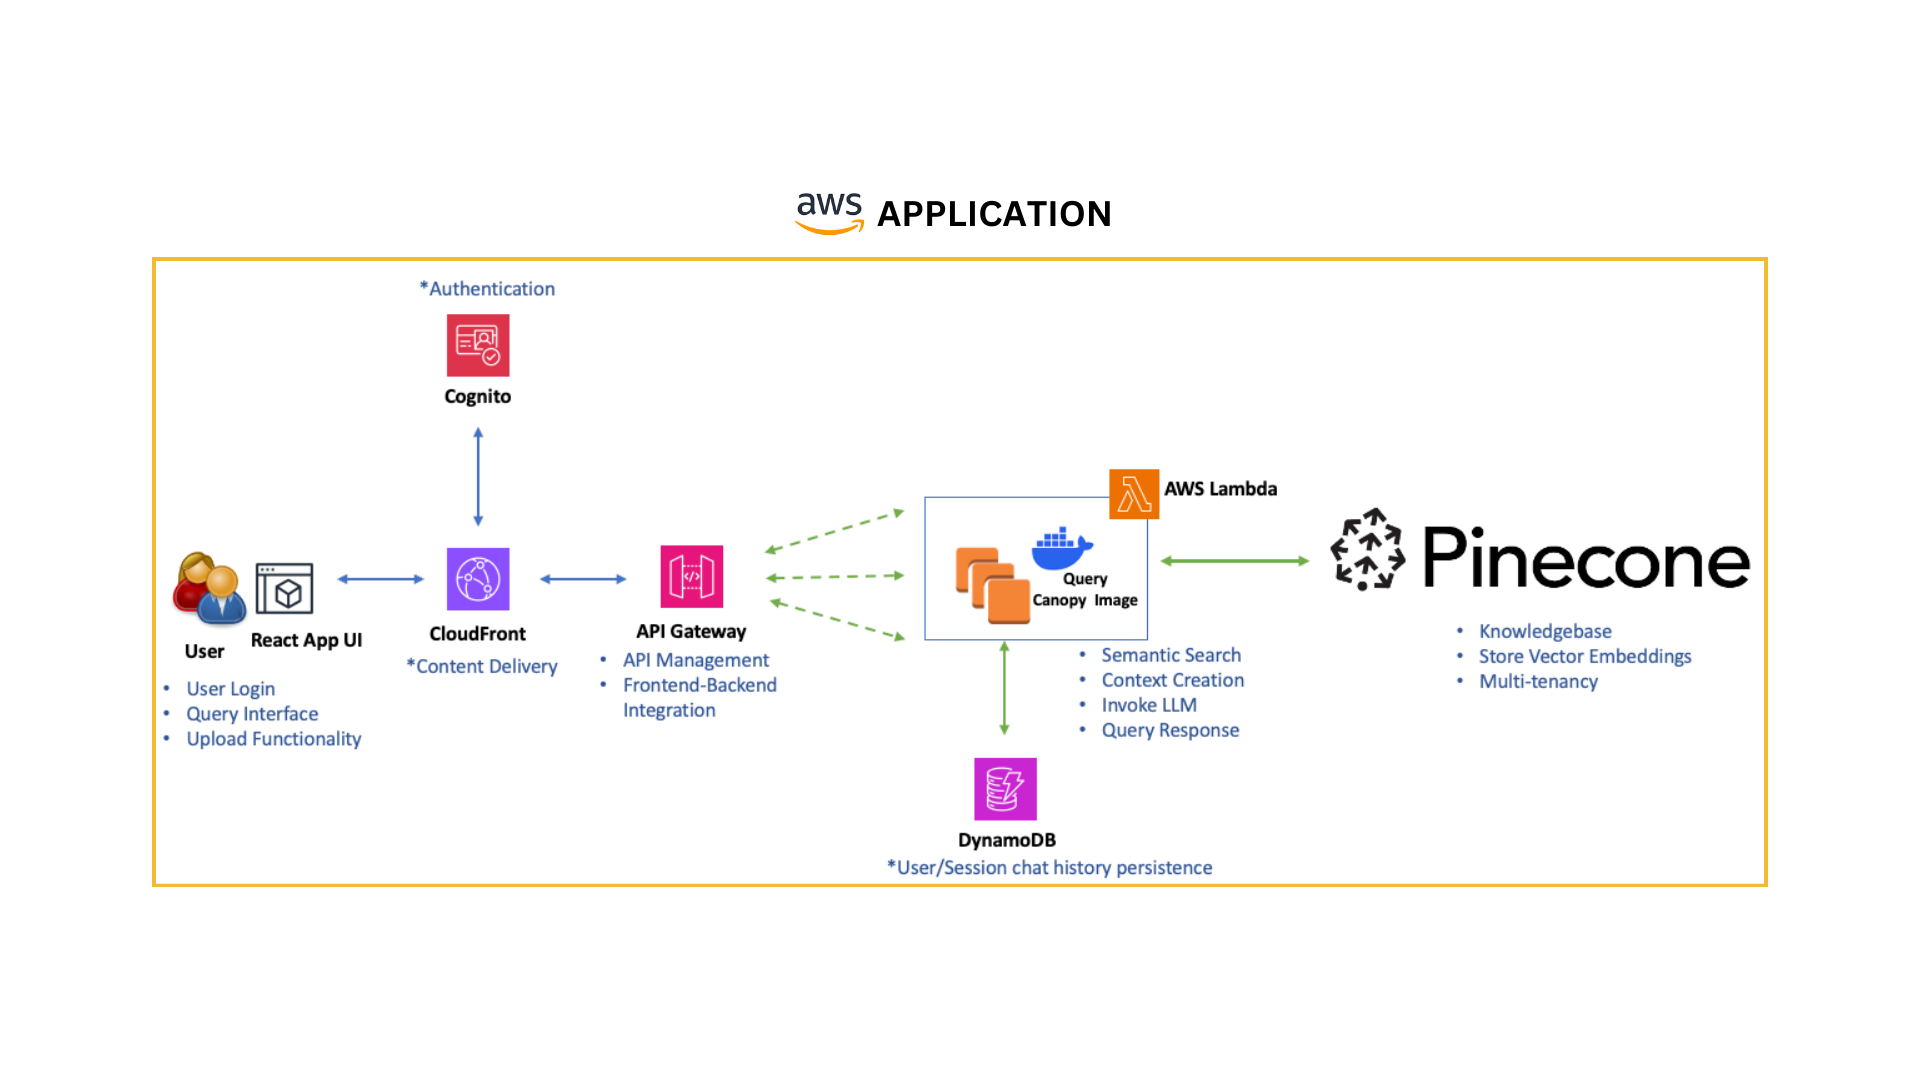 aws APPLICATION
*Authentication
Cognito
AWS Lambda
Query
Canopy Image
Pinecone
User
React App UI
CloudFront
API Gateway
*Content Delivery
• User Login
• Query Interface
• Upload Functionality
• API Management
• Frontend-Backend
Integration
• Semantic Search
• Context Creation
• Invoke LLM
• Query Response
• Knowledgebase
• Store Vector Embeddings
• Multi-tenancy
DynamoDB
*User/Session chat history persistence